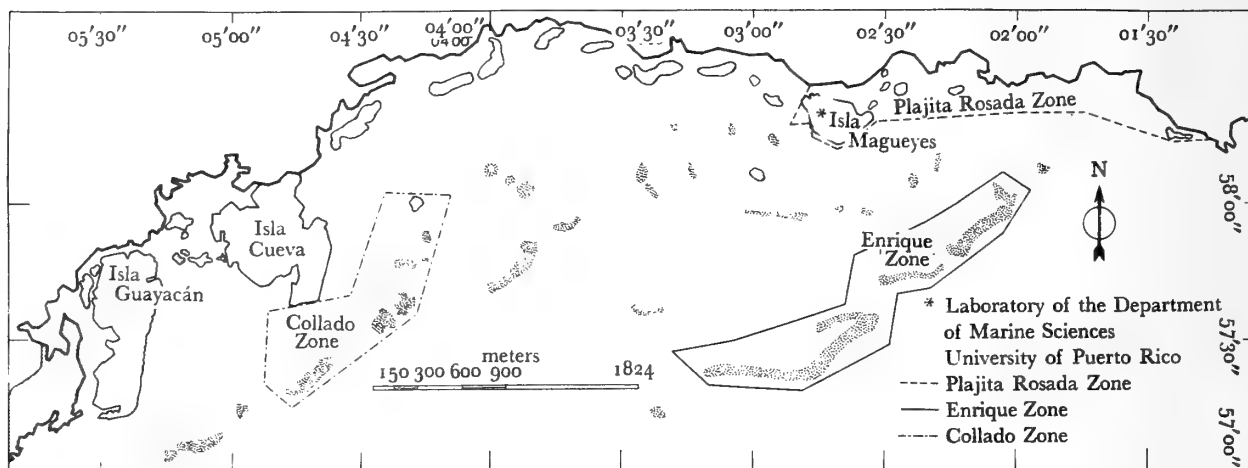 05'30"
05'00"
04'30"
04'00"
04'00"
03'30"
03'00"
02'30"
02'00"
01'30"
Plajita Rosada Zone
*Isla
Magueyes
N
58'00"
Isla
Cueva
Enrique
Zone
Isla
Guayacán
Collado
Zone
* Laboratory of the Department
of Marine Sciences
University of Puerto Rico
57'30"
meters
150 300 600 900 1824
Plajita Rosada Zone
Enrique Zone
Collado Zone
57'00"